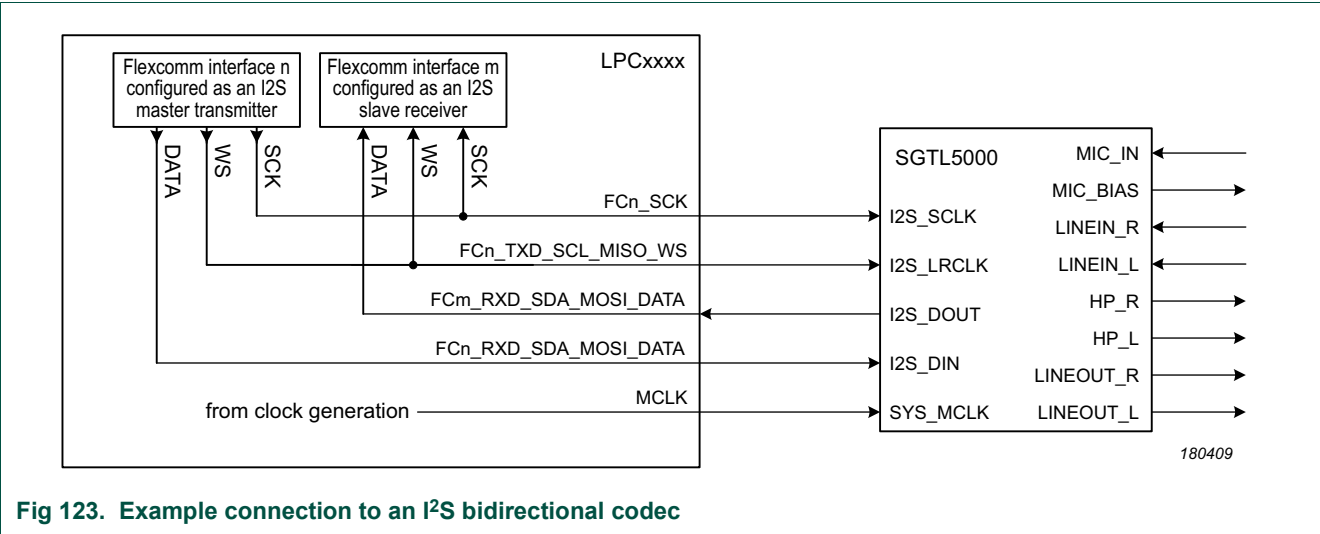 LPCxxxx
Flexcomm interface n
configured as an I2S
master transmitter
Flexcomm interface m
configured as an I2S
slave receiver
DATA
WS
SCK
DATA
WS
SCK
FCn_SCK
FCn_TXD_SCL_MISO_WS
FCm_RXD_SDA_MOSI_DATA
FCn_RXD_SDA_MOSI_DATA
MCLK
from clock generation
SGTL5000
I2S_SCLK
I2S_LRCLK
I2S_DOUT
I2S_DIN
SYS_MCLK
MIC_IN
MIC_BIAS
LINEIN_R
LINEIN_L
HP_R
HP_L
LINEOUT_R
LINEOUT_L
180409
Fig 123. Example connection to an I²S bidirectional codec